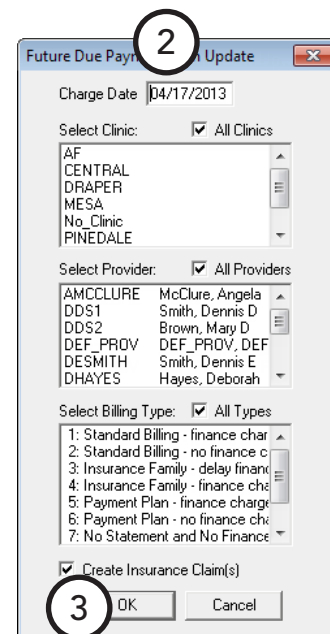 2
Future Due Paym Update
Charge Date 04/17/2013
Select Clinic: All Clinics
AF
CENTRAL
DRAPER
MESA
No_Clinic
PINEDALE
Select Provider: All Providers
AMCCLURE McClure, Angela
DDS1 Smith, Dennis D
DDS2 Brown, Mary D
DEF_PROV DEF_PROV, DEF
DESMITH Smith, Dennis E
DHAYES Hayes, Deborah
Select Billing Type: All Types
1: Standard Billing - finance char
2: Standard Billing - no finance c
3: Insurance Family - delay financ
4: Insurance Family - finance cha
5: Payment Plan - finance charge
6: Payment Plan - no finance cha
7: No Statement and No Finance
Create Insurance Claim(s)
3 OK Cancel